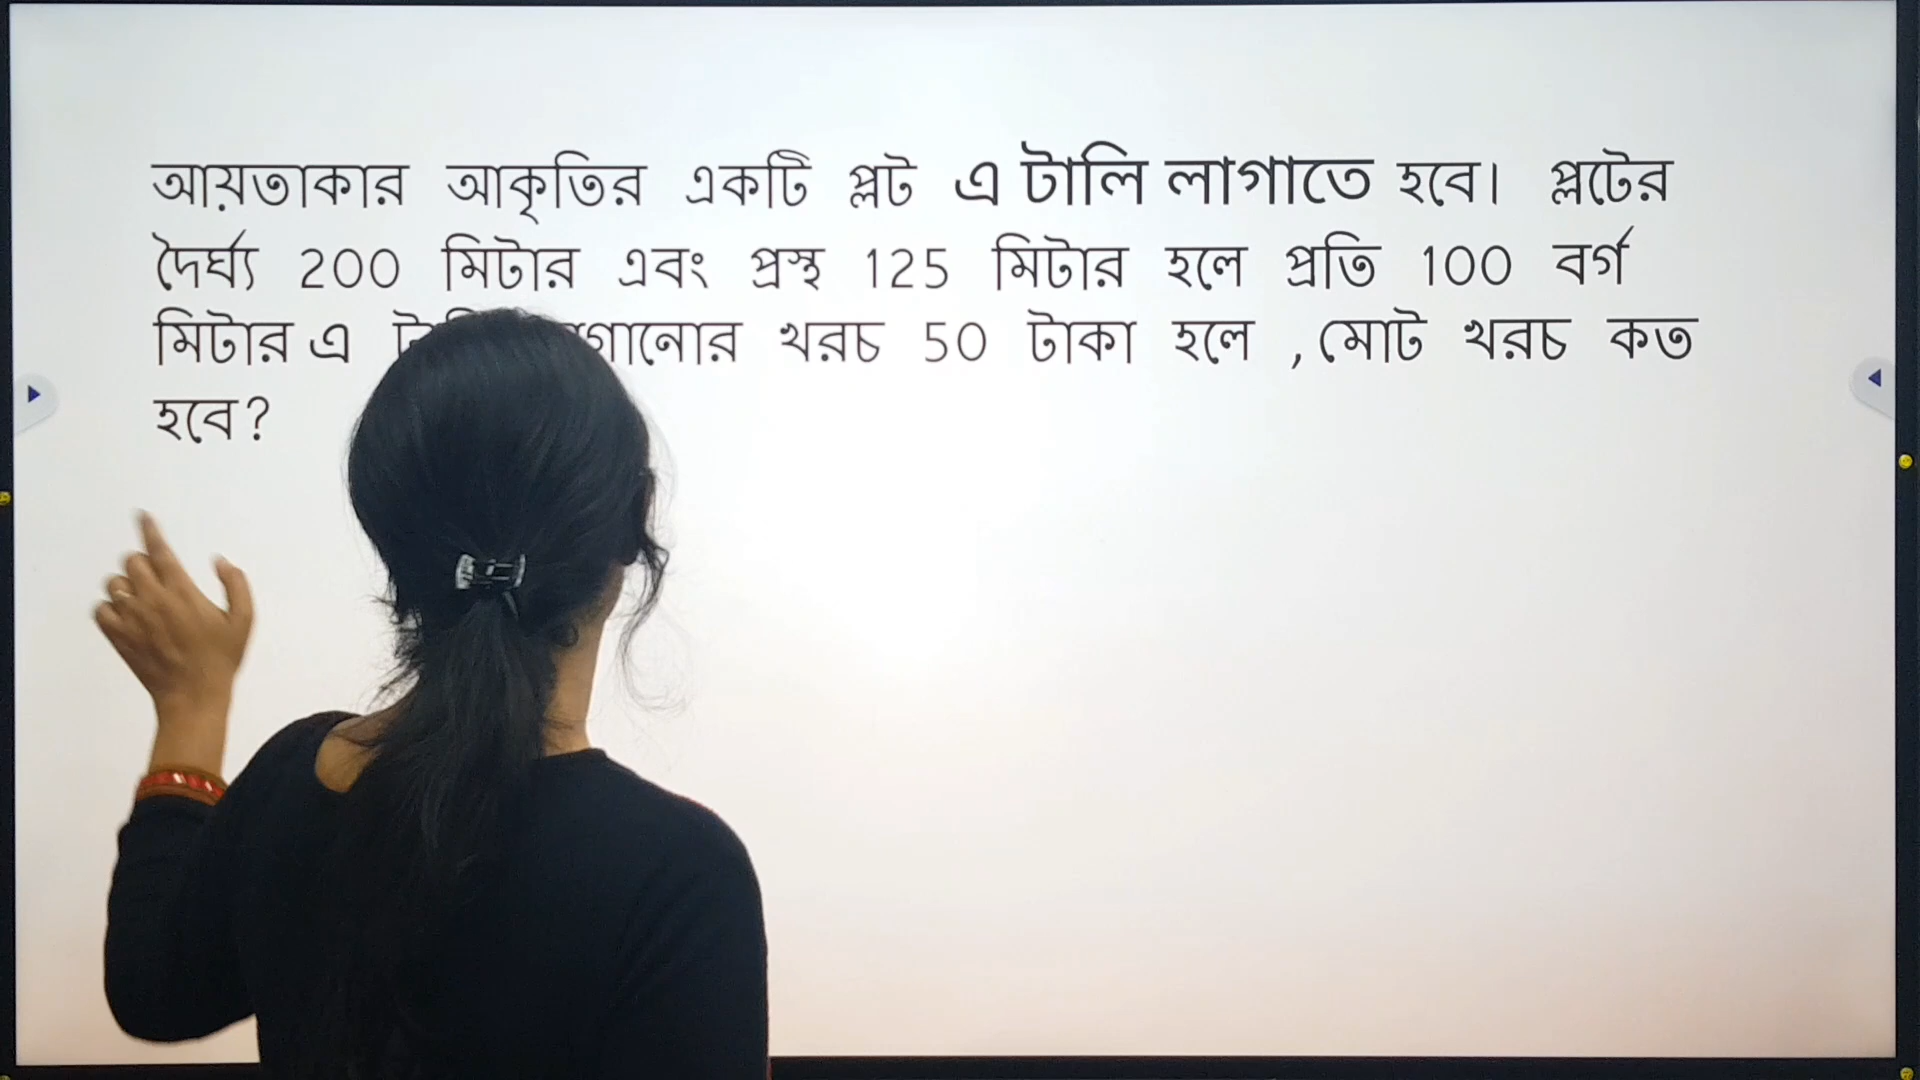 আয়তাকার আকৃতির একটি প্লট এ টালি লাগাতে হবে। প্লটের
দৈর্ঘ্য 200 মিটার এবং প্রস্থ 125 মিটার হলে প্রতি 100 বর্গ
মিটার এ খরচ 50 টাকা হলে ,মোট খরচ কত
হবে?